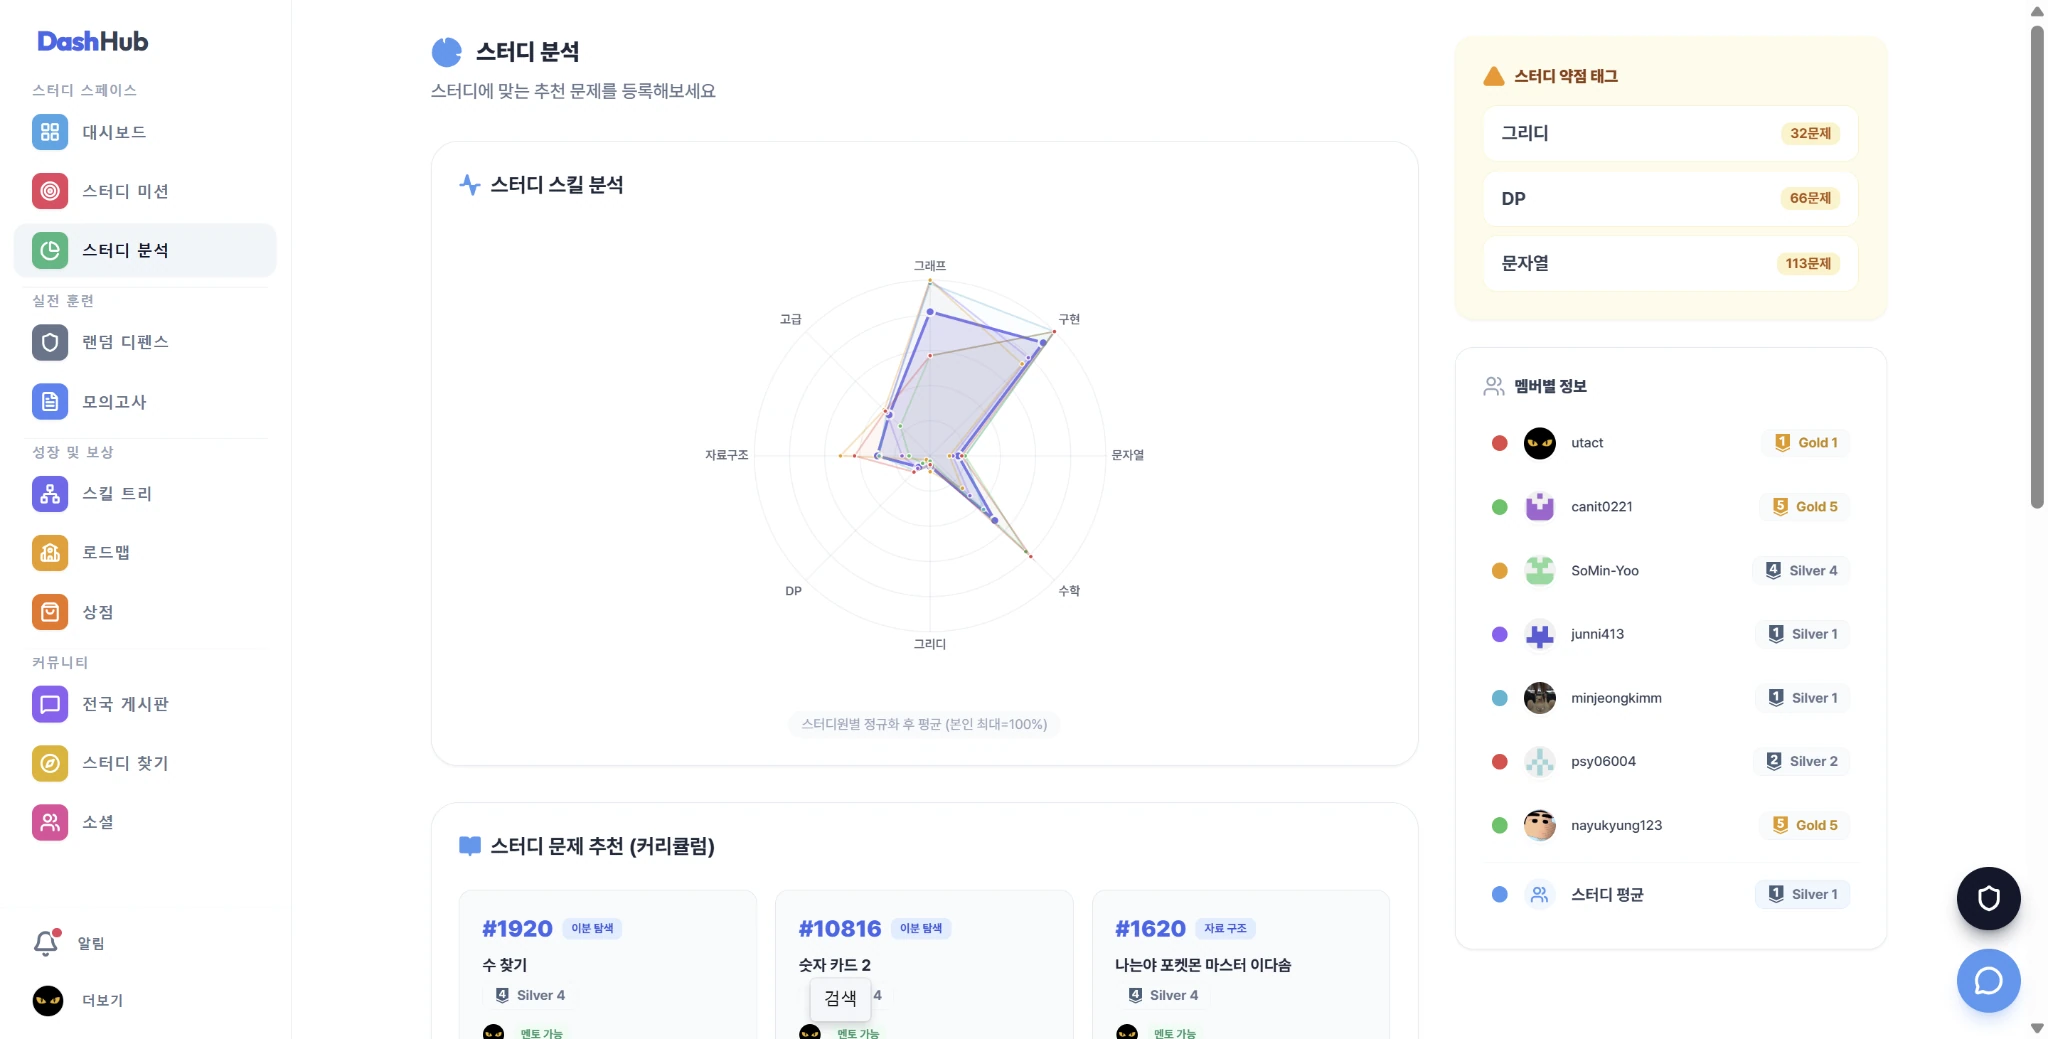 DashHub
스터디 스페이스
대시보드
스터디 미션
스터디 분석
실전 훈련
랜덤 디펜스
모의고사
성장 및 보상
스킬 트리
로드맵
상점
커뮤니티
전국 게시판
스터디 찾기
소셜
알림
더보기
스터디 분석
스터디에 맞는 추천 문제를 등록해보세요
스터디 스킬 분석
그래프
고급
구현
자료구조
문자열
DP
수학
그리디
스터디원별 정규화 후 평균 (본인 최대=100%)
스터디 문제 추천 (커리큘럼)
#1920 이분 탐색
수 찾기
4 Silver 4
멘토 가능
#10816 이분 탐색
숫자 카드 2
검색 4
멘토 가능
#1620 자료 구조
나는야 포켓몬 마스터 이다솜
4 Silver 4
멘토 가능
스터디 약점 태그
그리디 32문제
DP 66문제
문자열 113문제
멤버별 정보
utact 1 Gold 1
canit0221 5 Gold 5
SoMin-Yoo 4 Silver 4
junni413 1 Silver 1
minjeongkimm 1 Silver 1
psy06004 2 Silver 2
nayukyung123 5 Gold 5
스터디 평균 1 Silver 1